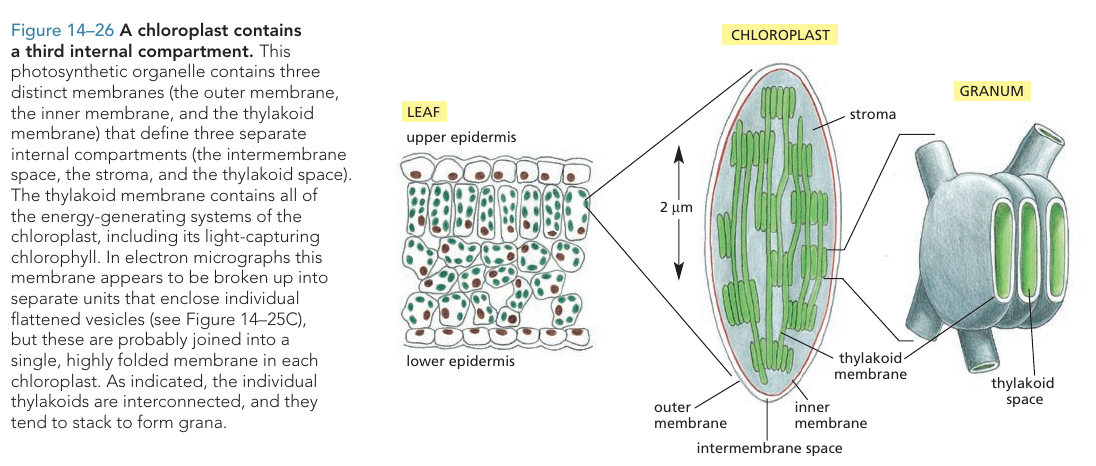 Figure 14–26 A chloroplast contains
a third internal compartment. This
photosynthetic organelle contains three
distinct membranes (the outer membrane,
the inner membrane, and the thylakoid
membrane) that define three separate
internal compartments (the intermembrane
space, the stroma, and the thylakoid space).
The thylakoid membrane contains all of
the energy-generating systems of the
chloroplast, including its light-capturing
chlorophyll. In electron micrographs this
membrane appears to be broken up into
separate units that enclose individual
flattened vesicles (see Figure 14–25C),
but these are probably joined into a
single, highly folded membrane in each
chloroplast. As indicated, the individual
thylakoids are interconnected, and they
tend to stack to form grana.
LEAF
upper epidermis
lower epidermis
CHLOROPLAST
stroma
2 μm
thylakoid
membrane
outer
membrane
inner
membrane
intermembrane space
GRANUM
thylakoid
space